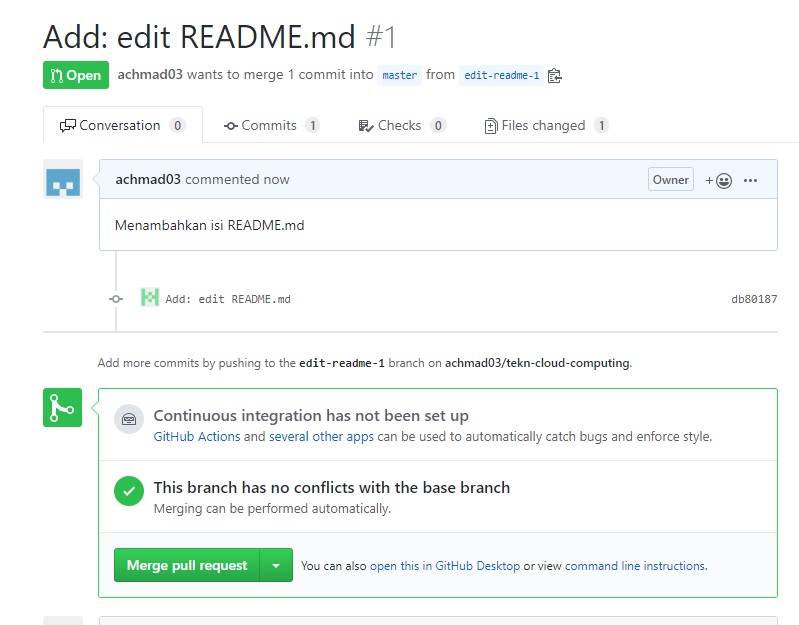 Add: edit README.md #1
Open achmad03 wants to merge 1 commit into master from edit-readme-1
Conversation 0 Commits 1 Checks 0 Files changed 1
achmad03 commented now Owner
Menambahkan isi README.md
Add: edit README.md db80187
Add more commits by pushing to the edit-readme-1 branch on achmad03/tekn-cloud-computing.
Continuous integration has not been set up
GitHub Actions and several other apps can be used to automatically catch bugs and enforce style.
This branch has no conflicts with the base branch
Merging can be performed automatically.
Merge pull request You can also open this in GitHub Desktop or view command line instructions.